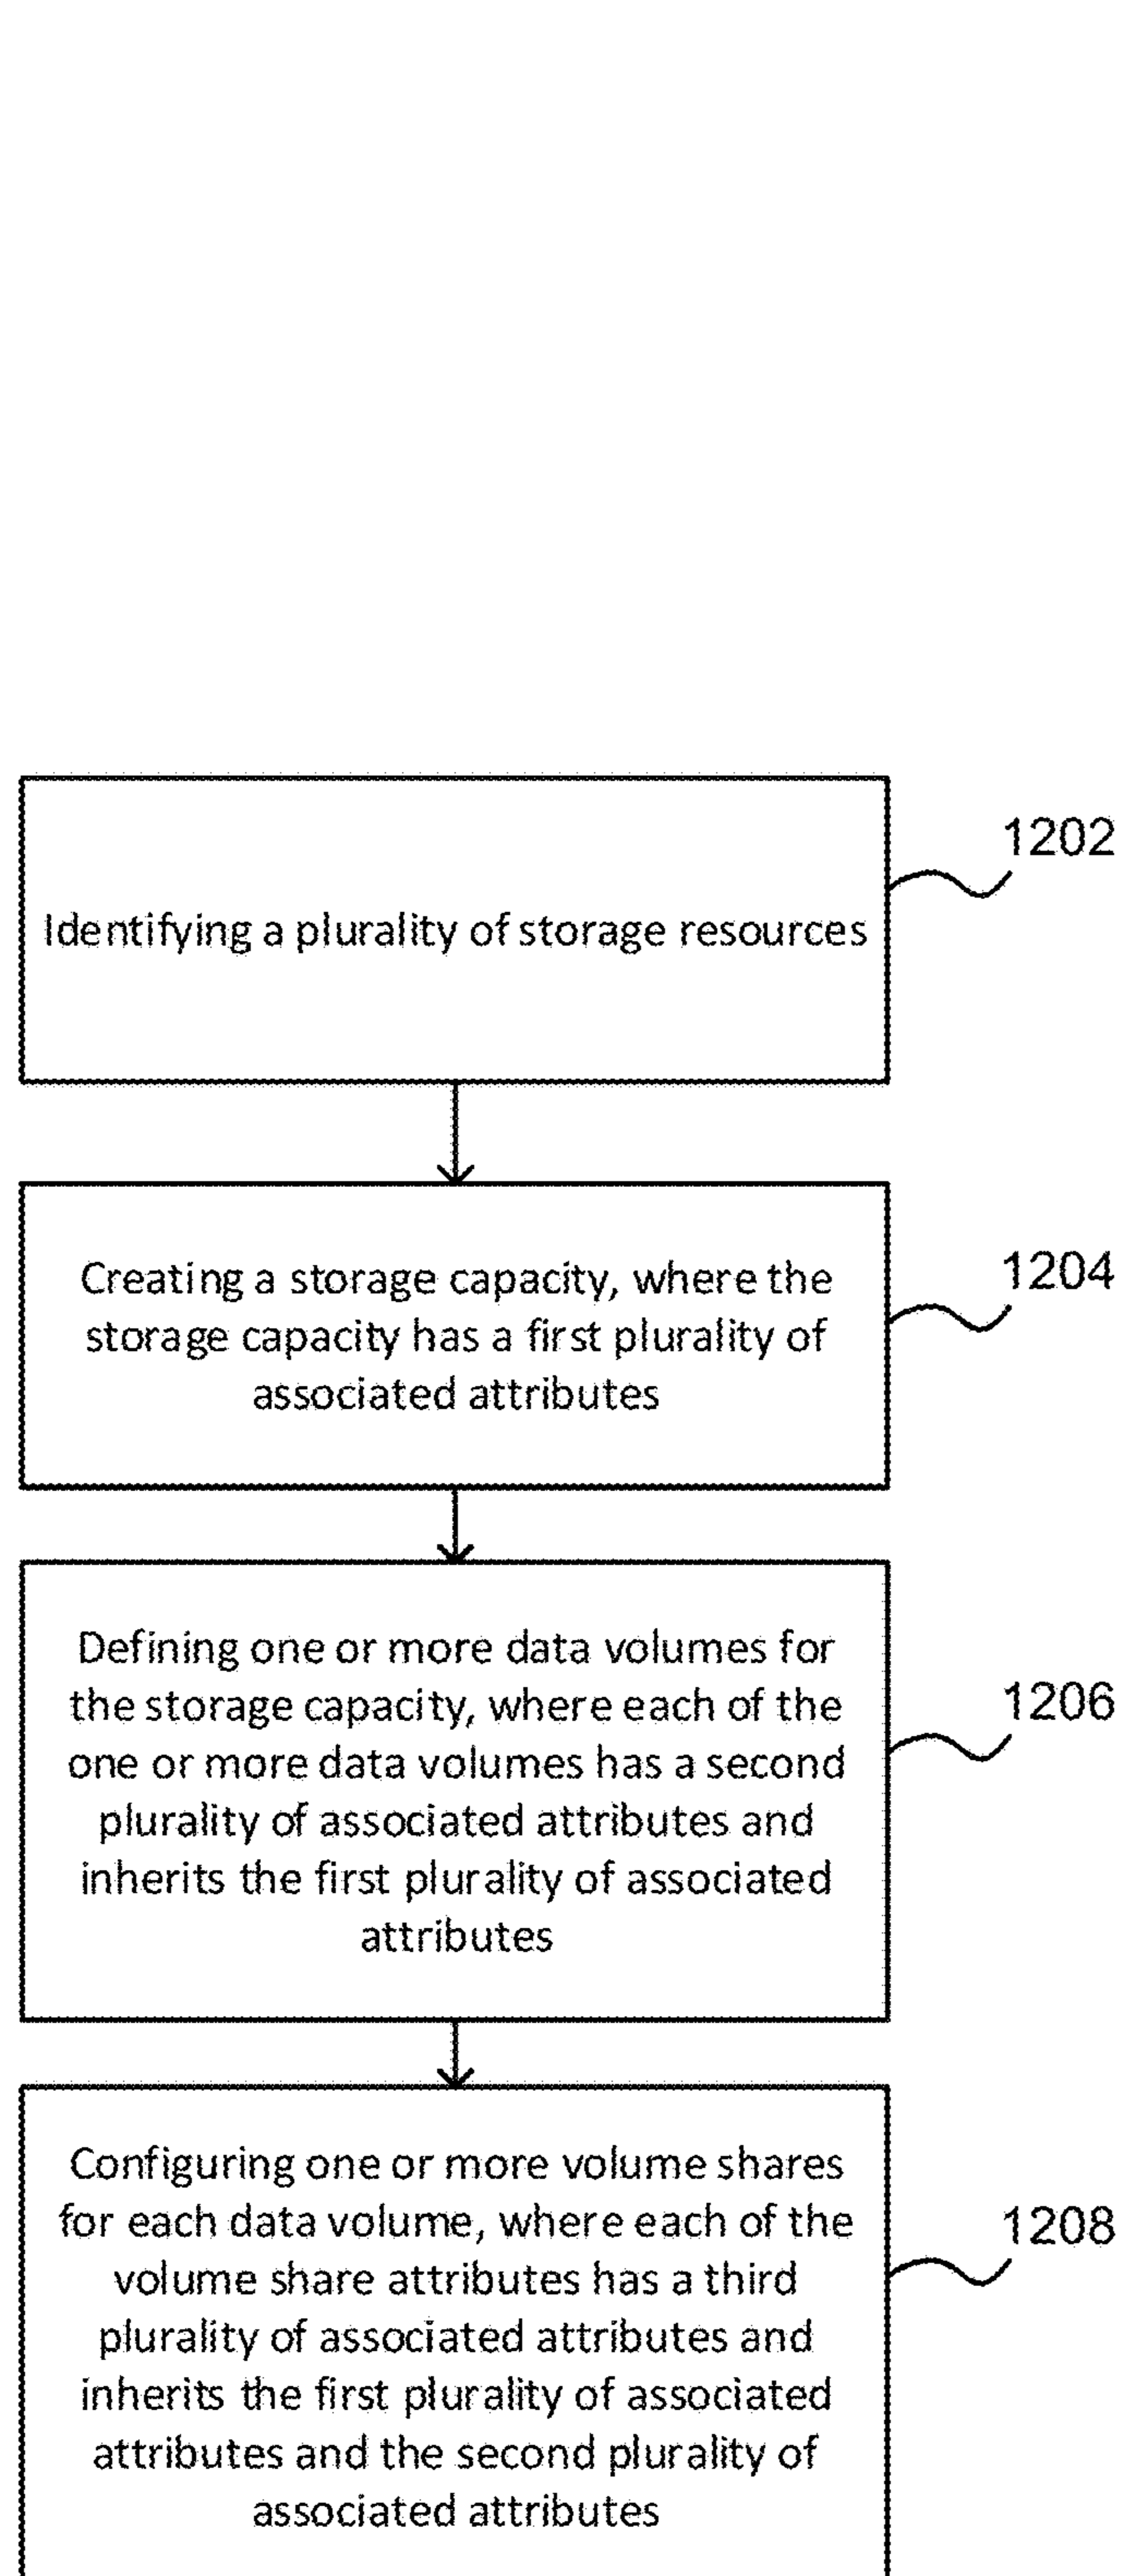 1202
Identifying a plurality of storage resources
1204
Creating a storage capacity, where the
storage capacity has a first plurality of
associated attributes
1206
Defining one or more data volumes for
the storage capacity, where each of the
one or more data volumes has a second
plurality of associated attributes and
inherits the first plurality of associated
attributes
1208
Configuring one or more volume shares
for each data volume, where each of the
volume share attributes has a third
plurality of associated attributes and
inherits the first plurality of associated
attributes and the second plurality of
associated attributes